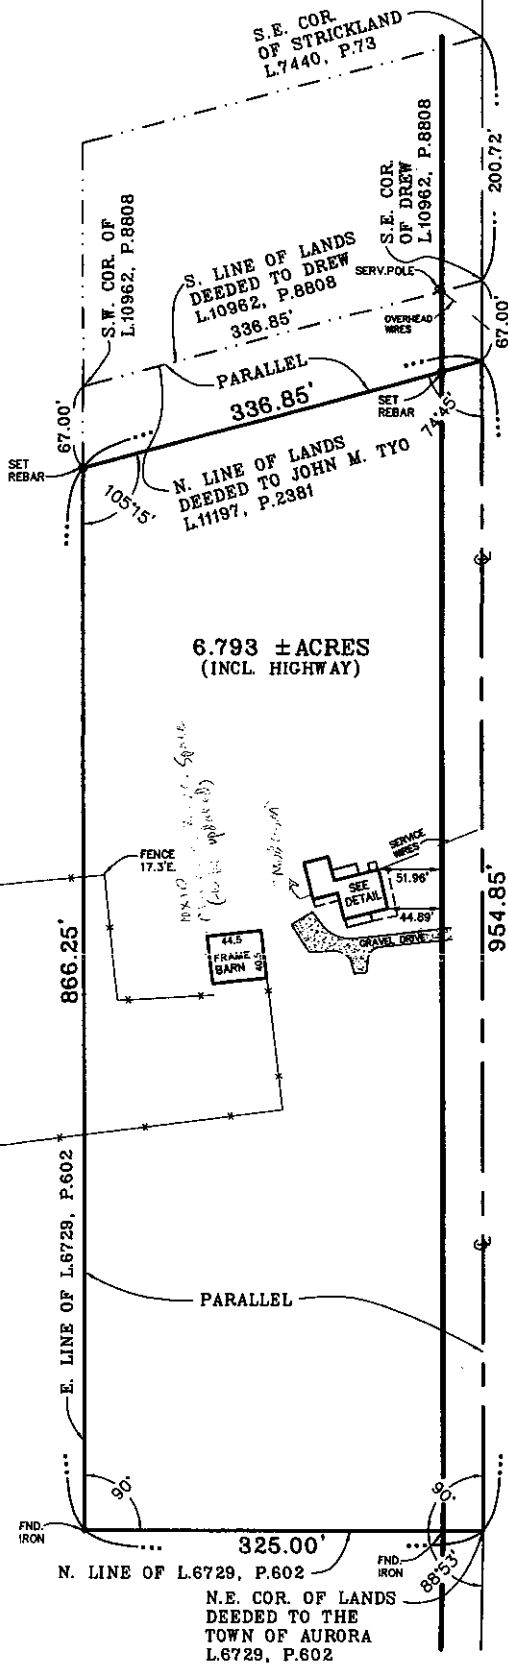 S.E. COR.
OF STRICKLAND
L.7440, P.73
S.W. COR. OF
L.10962, P.8808
S. LINE OF LANDS
DEEDED TO DREW
L.10962, P.8808
336.85'
S.E. COR.
OF DREW
L.10962, P.8808
200.72'
SERV.POLE
OVERHEAD
WIRES
67.00'
67.00'
PARALLEL
336.85'
SET
REBAR
74°45'
SET
REBAR
105°15'
N. LINE OF LANDS
DEEDED TO JOHN M. TYO
L.11197, P.2381
6.793 ±ACRES
(INCL. HIGHWAY)
FENCE
17.3'E.
SERVICE
WIRES
SEE
DETAIL
51.96'
44.89'
GRAVEL DRIVE
44.5
FRAME
BARN
40.5
866.25'
954.85'
E. LINE OF L.6729, P.602
PARALLEL
90°
90°
FND.
IRON
325.00'
N. LINE OF L.6729, P.602
FND.
IRON
88°53'
N.E. COR. OF LANDS
DEEDED TO THE
TOWN OF AURORA
L.6729, P.602